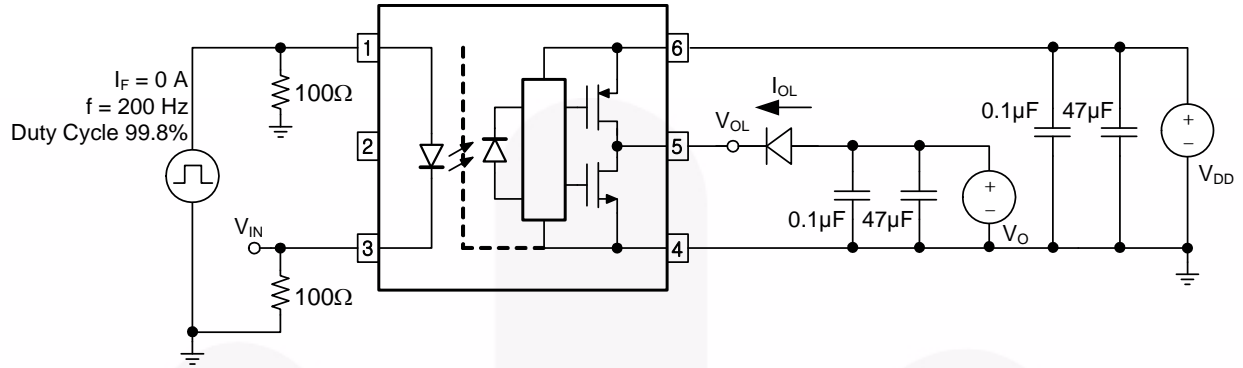 I_F = 0 A
f = 200 Hz
Duty Cycle 99.8%
100Ω
V_IN
100Ω
1
2
3
6
5
4
I_OL
V_OL
0.1µF
47µF
+
−
V_O
0.1µF
47µF
+
−
V_DD